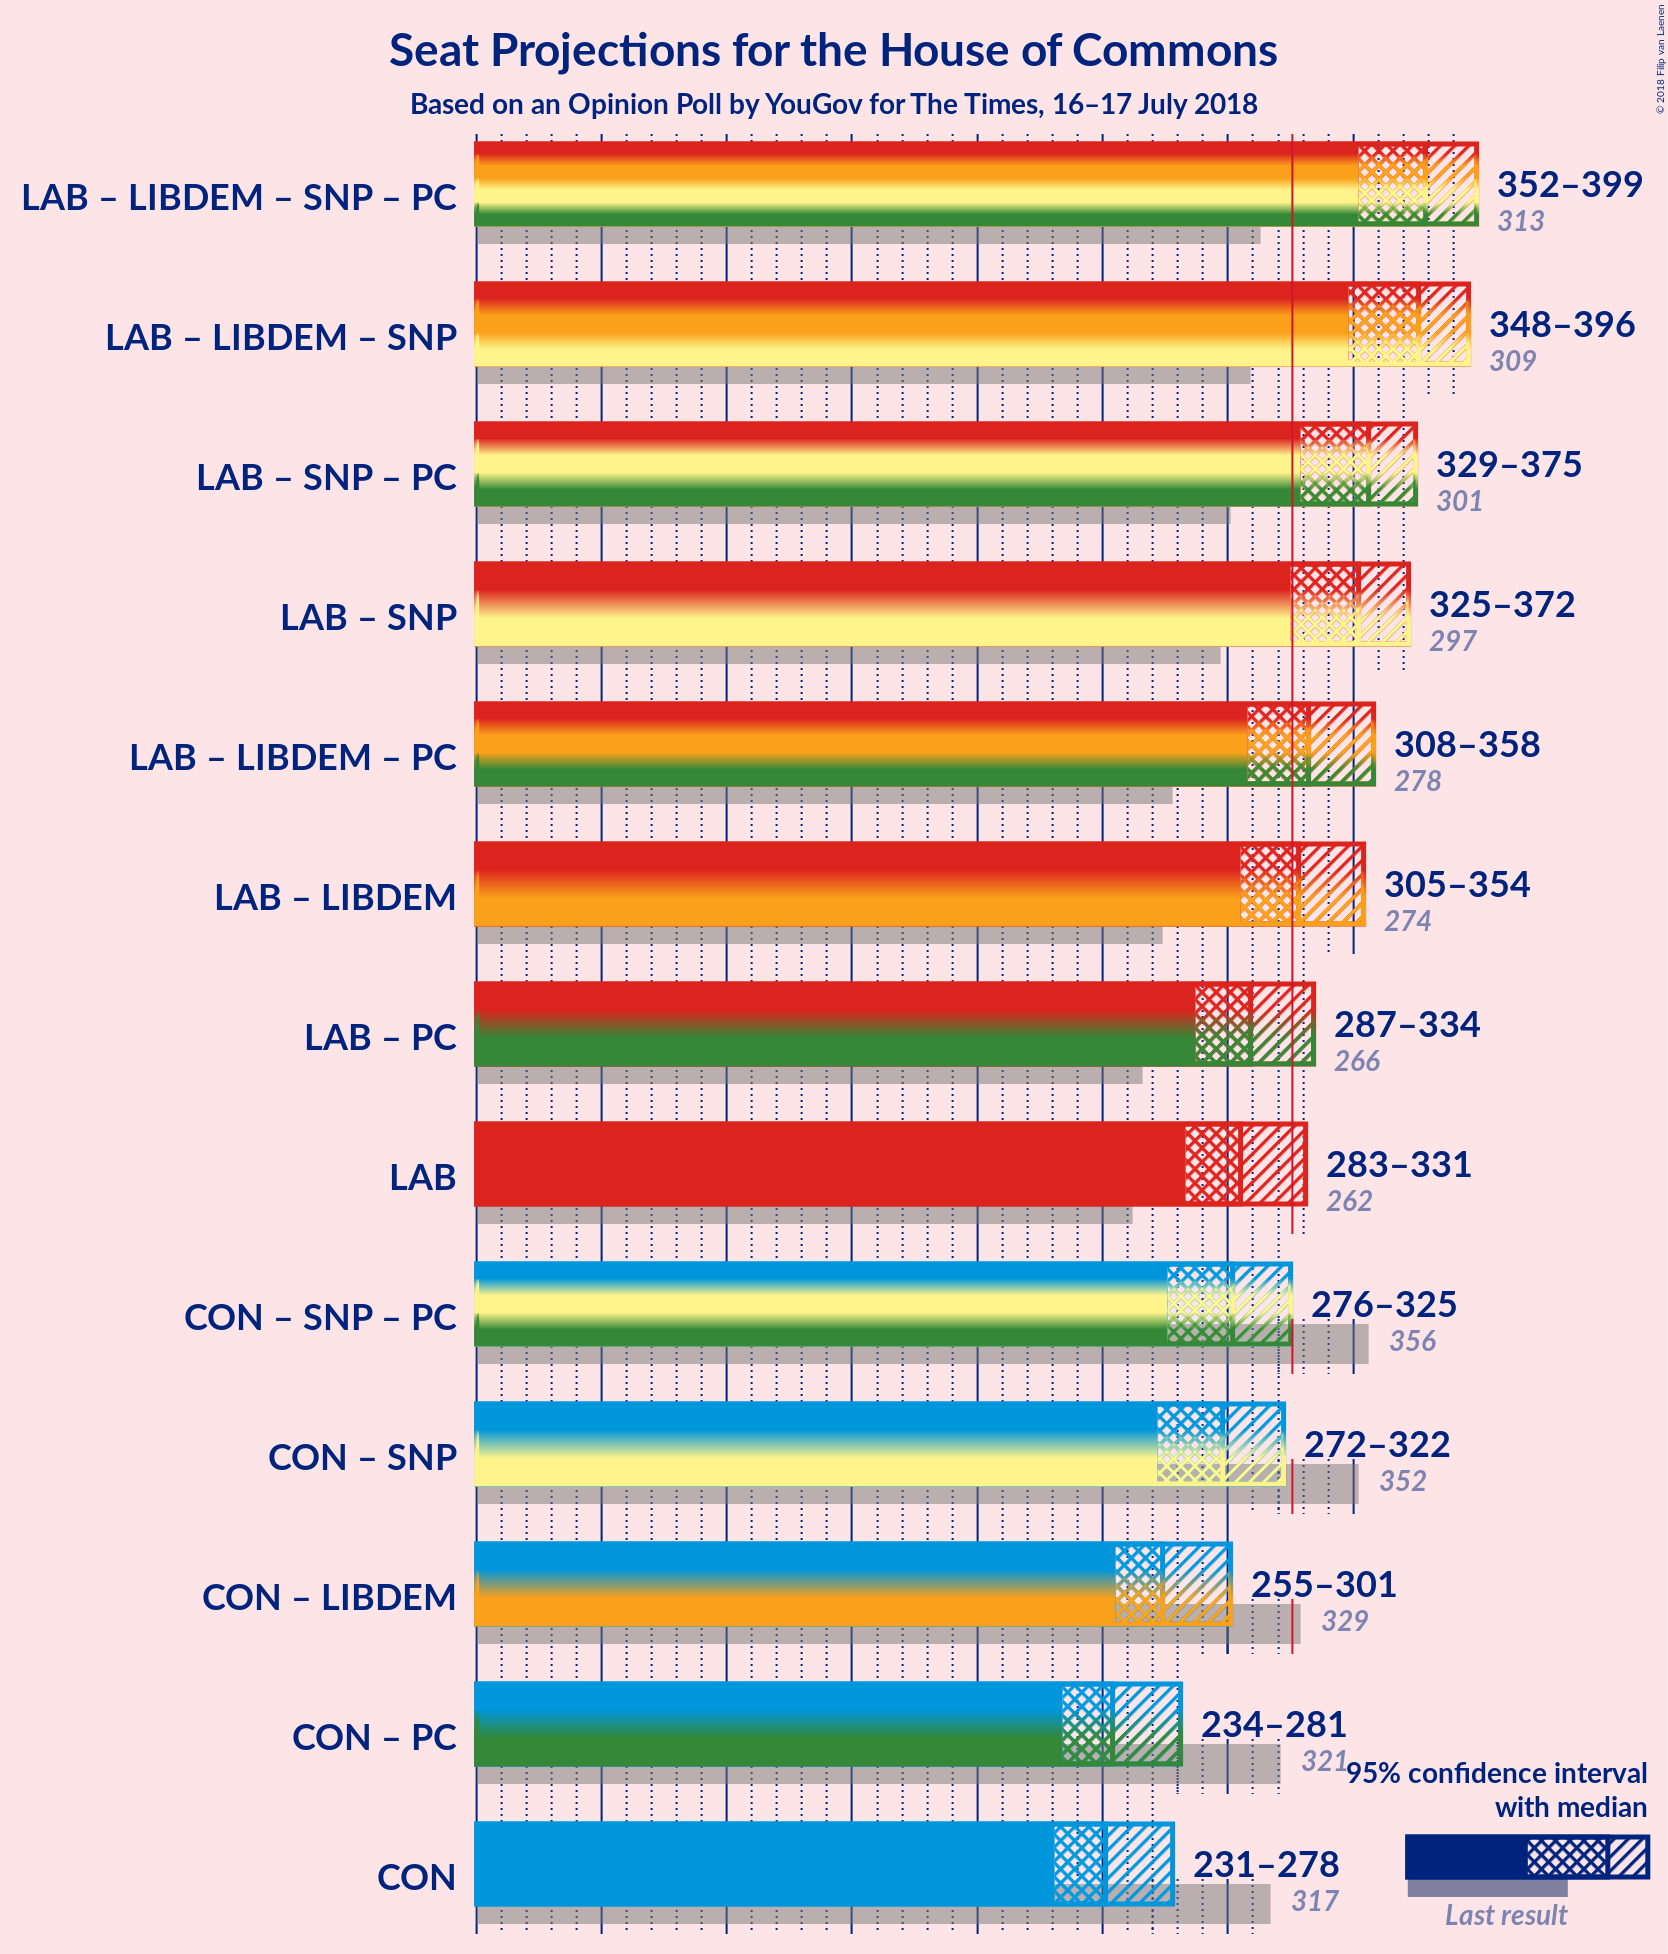 Seat Projections for the House of Commons
Based on an Opinion Poll by YouGov for The Times, 16–17 July 2018
© 2018 Filip van Laenen
LAB – LIBDEM – SNP – PC
352–399
313
LAB – LIBDEM – SNP
348–396
309
LAB – SNP – PC
329–375
301
LAB – SNP
325–372
297
LAB – LIBDEM – PC
308–358
278
LAB – LIBDEM
305–354
274
LAB – PC
287–334
266
LAB
283–331
262
CON – SNP – PC
276–325
356
CON – SNP
272–322
352
CON – LIBDEM
255–301
329
CON – PC
234–281
321
CON
231–278
317
95% confidence interval
with median
Last result